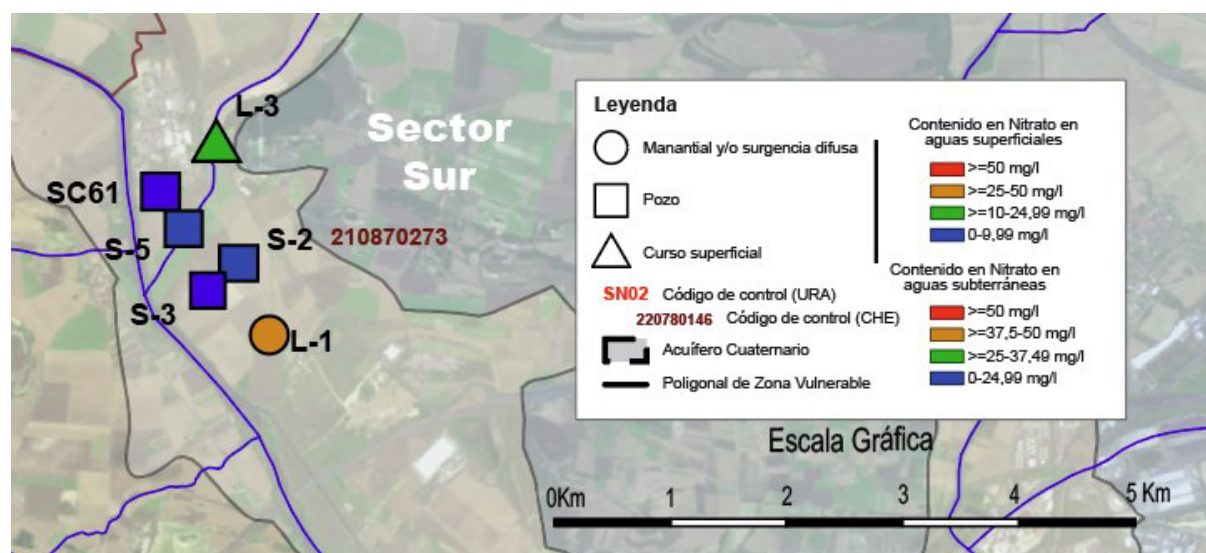 L-3
Sector
Sur
SC61
S-5
S-2
210870273
S-3
L-1
Leyenda
Manantial y/o surgencia difusa
Pozo
Curso superficial
SN02 Código de control (URA)
220780146 Código de control (CHE)
Acuífero Cuaternario
Poligonal de Zona Vulnerable
Contenido en Nitrato en
aguas superficiales
>=50 mg/l
>=25-50 mg/l
>=10-24,99 mg/l
0-9,99 mg/l
Contenido en Nitrato en
aguas subterráneas
>=50 mg/l
>=37,5-50 mg/l
>=25-37,49 mg/l
0-24,99 mg/l
Escala Gráfica
0Km 1 2 3 4 5 Km